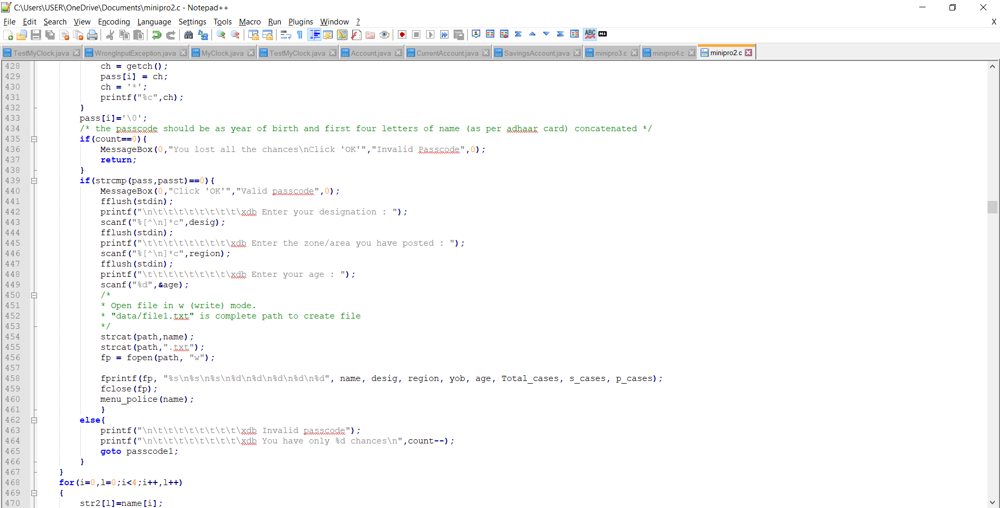 C:\Users\USER\OneDrive\Documents\minipro2.c - Notepad++
File Edit Search View Encoding Language Settings Tools Macro Run Plugins Window ? X
TestMyClock.java WrongInputException.java MyClock.java TestMyClock.java Account.java CurrentAccount.java SavingsAccount.java minipro3.c minipro4.c minipro2.c
428 ch = getch();
429 pass[i] = ch;
430 ch = '*';
431 printf("%c",ch);
432 }
433 pass[i]='\0';
434 /* the passcode should be as year of birth and first four letters of name (as per adhaar card) concatenated */
435 if(count==0){
436 MessageBox(0,"You lost all the chances\nClick 'OK'","Invalid Passcode",0);
437 return;
438 }
439 if(strcmp(pass,passt)==0){
440 MessageBox(0,"Click 'OK'","Valid passcode",0);
441 fflush(stdin);
442 printf("\n\t\t\t\t\t\t\t\t\xdb Enter your designation : ");
443 scanf("%[^\n]*c",desig);
444 fflush(stdin);
445 printf("\t\t\t\t\t\t\t\t\xdb Enter the zone/area you have posted : ");
446 scanf("%[^\n]*c",region);
447 fflush(stdin);
448 printf("\t\t\t\t\t\t\t\t\xdb Enter your age : ");
449 scanf("%d",&age);
450 /*
451 * Open file in w (write) mode.
452 * "data/file1.txt" is complete path to create file
453 */
454 strcat(path,name);
455 strcat(path,".txt");
456 fp = fopen(path, "w");
457
458 fprintf(fp, "%s\n%s\n%s\n%d\n%d\n%d\n%d\n%d", name, desig, region, yob, age, Total_cases, s_cases, p_cases);
459 fclose(fp);
460 menu_police(name);
461 }
462 else{
463 printf("\n\t\t\t\t\t\t\t\t\xdb Invalid passcode");
464 printf("\n\t\t\t\t\t\t\t\t\xdb You have only %d chances\n",count--);
465 goto passcode1;
466 }
467 }
468 for(i=0,l=0;i<4;i++,l++)
469 {
470 str2[l]=name[i];